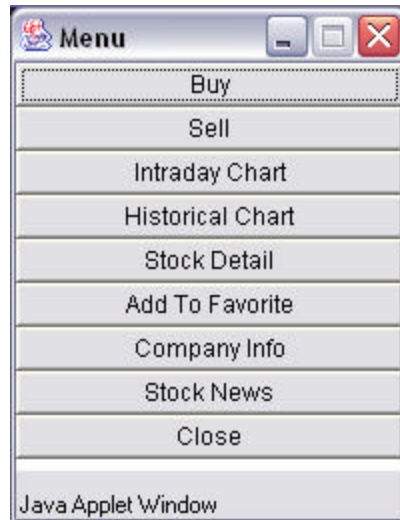 Menu
Buy
Sell
Intraday Chart
Historical Chart
Stock Detail
Add To Favorite
Company Info
Stock News
Close
Java Applet Window